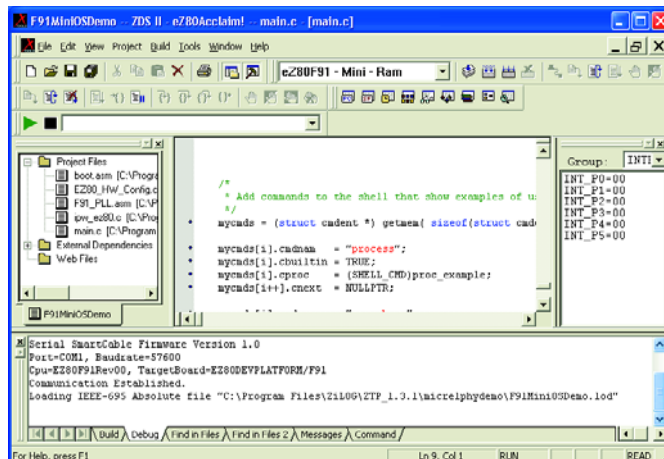 F91MiniOSDemo -- ZDS II - eZ80Acclaim! -- main.c - [main.c]
File Edit View Project Build Tools Window Help
eZ80F91 - Mini - Ram
Project Files
boot.asm [C:\Progra
EZ80_HW_Config.c
F91_PLL.asm [C:\Pr
ipw_ez80.c [C:\Proj
main.c [C:\Program
External Dependencies
Web Files
F91MiniOSDemo
/*
* Add commands to the shell that show examples of us
*/
mycmds = (struct cmdent *) getmem( sizeof(struct cmde
mycmds[i].cmdnam = "process";
mycmds[i].cbuiltin = TRUE;
mycmds[i].cproc = (SHELL_CMD)proc_example;
mycmds[i++].cnext = NULLPTR;
Group: INTI
INT_P0=00
INT_P1=00
INT_P2=00
INT_P3=00
INT_P4=00
INT_P5=00
Serial SmartCable Firmware Version 1.0
Port=COM1, Baudrate=57600
Cpu=EZ80F91Rev00, TargetBoard=EZ80DEVPLATFORM/F91
Communication Established.
Loading IEEE-695 Absolute file "C:\Program Files\ZiLOG\ZTP_1.3.1\micrelphydemo\F91MiniOSDemo.lod"
Build Debug Find in Files Find in Files 2 Messages Command
For Help, press F1 Ln 9, Col 1 RUN READ